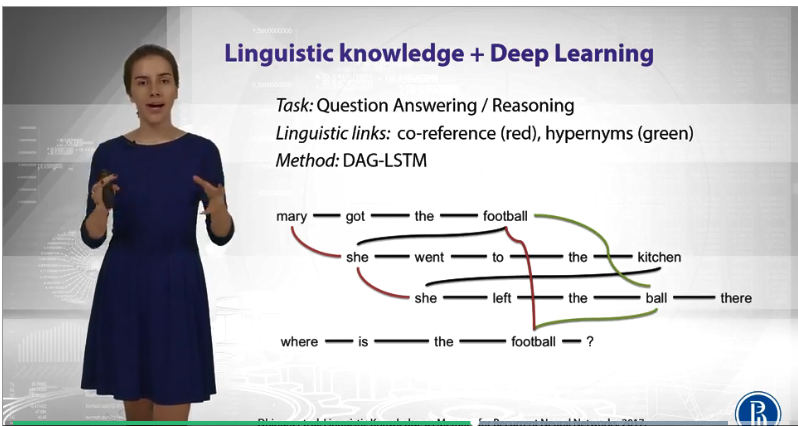 Linguistic knowledge + Deep Learning
Task: Question Answering / Reasoning
Linguistic links: co-reference (red), hypernyms (green)
Method: DAG-LSTM
mary got the football
she went to the kitchen
she left the ball there
where is the football ?